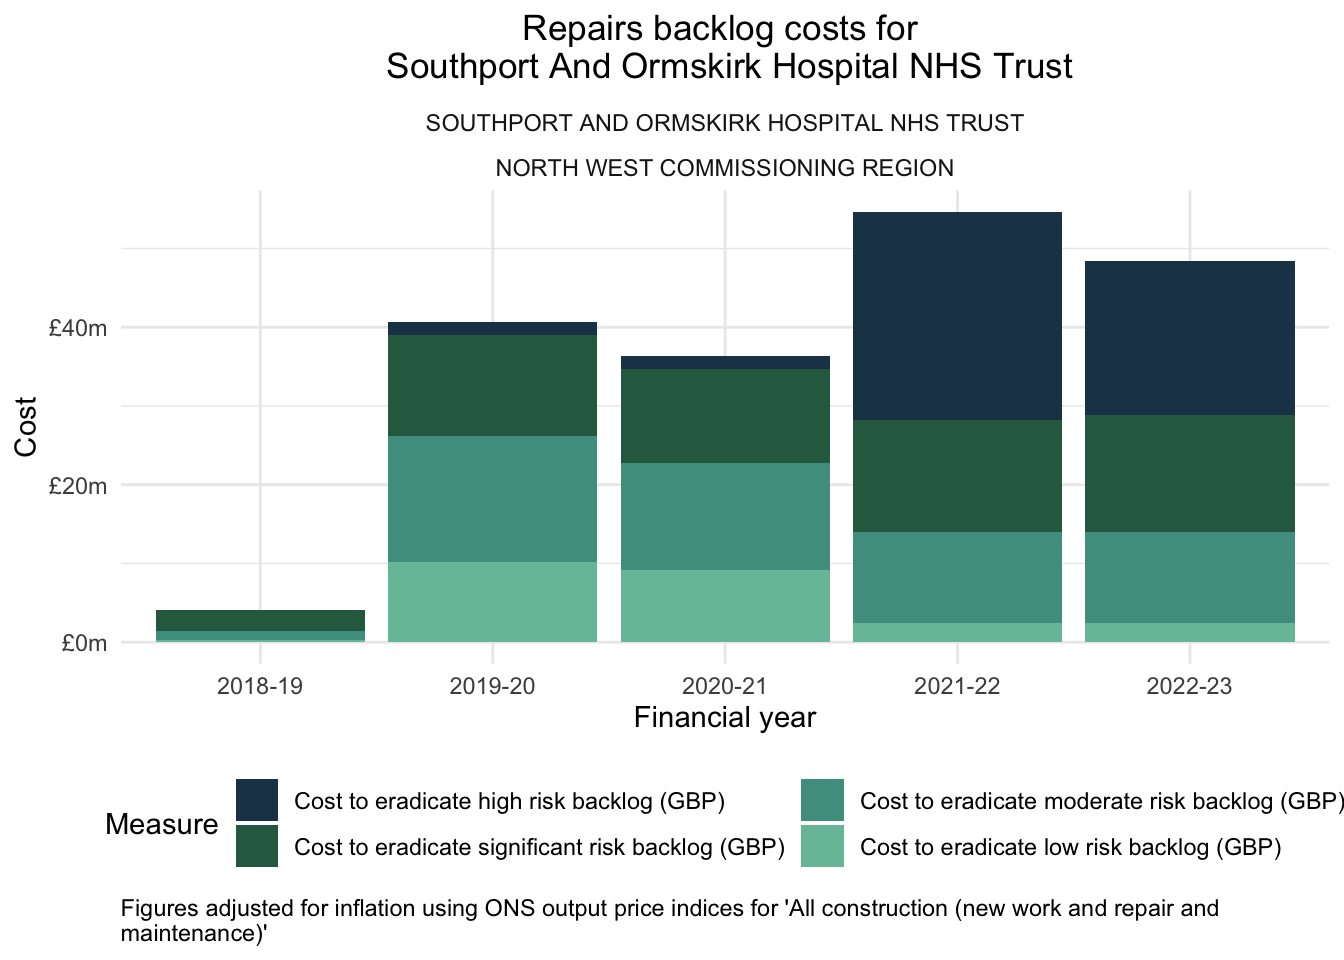 Repairs backlog costs for
Southport And Ormskirk Hospital NHS Trust
SOUTHPORT AND ORMSKIRK HOSPITAL NHS TRUST
NORTH WEST COMMISSIONING REGION
£40m
£20m
£0m
Cost
2018-19 2019-20 2020-21 2021-22 2022-23
Financial year
Measure
Cost to eradicate high risk backlog (GBP)
Cost to eradicate significant risk backlog (GBP)
Cost to eradicate moderate risk backlog (GBP)
Cost to eradicate low risk backlog (GBP)
Figures adjusted for inflation using ONS output price indices for 'All construction (new work and repair and
maintenance)'